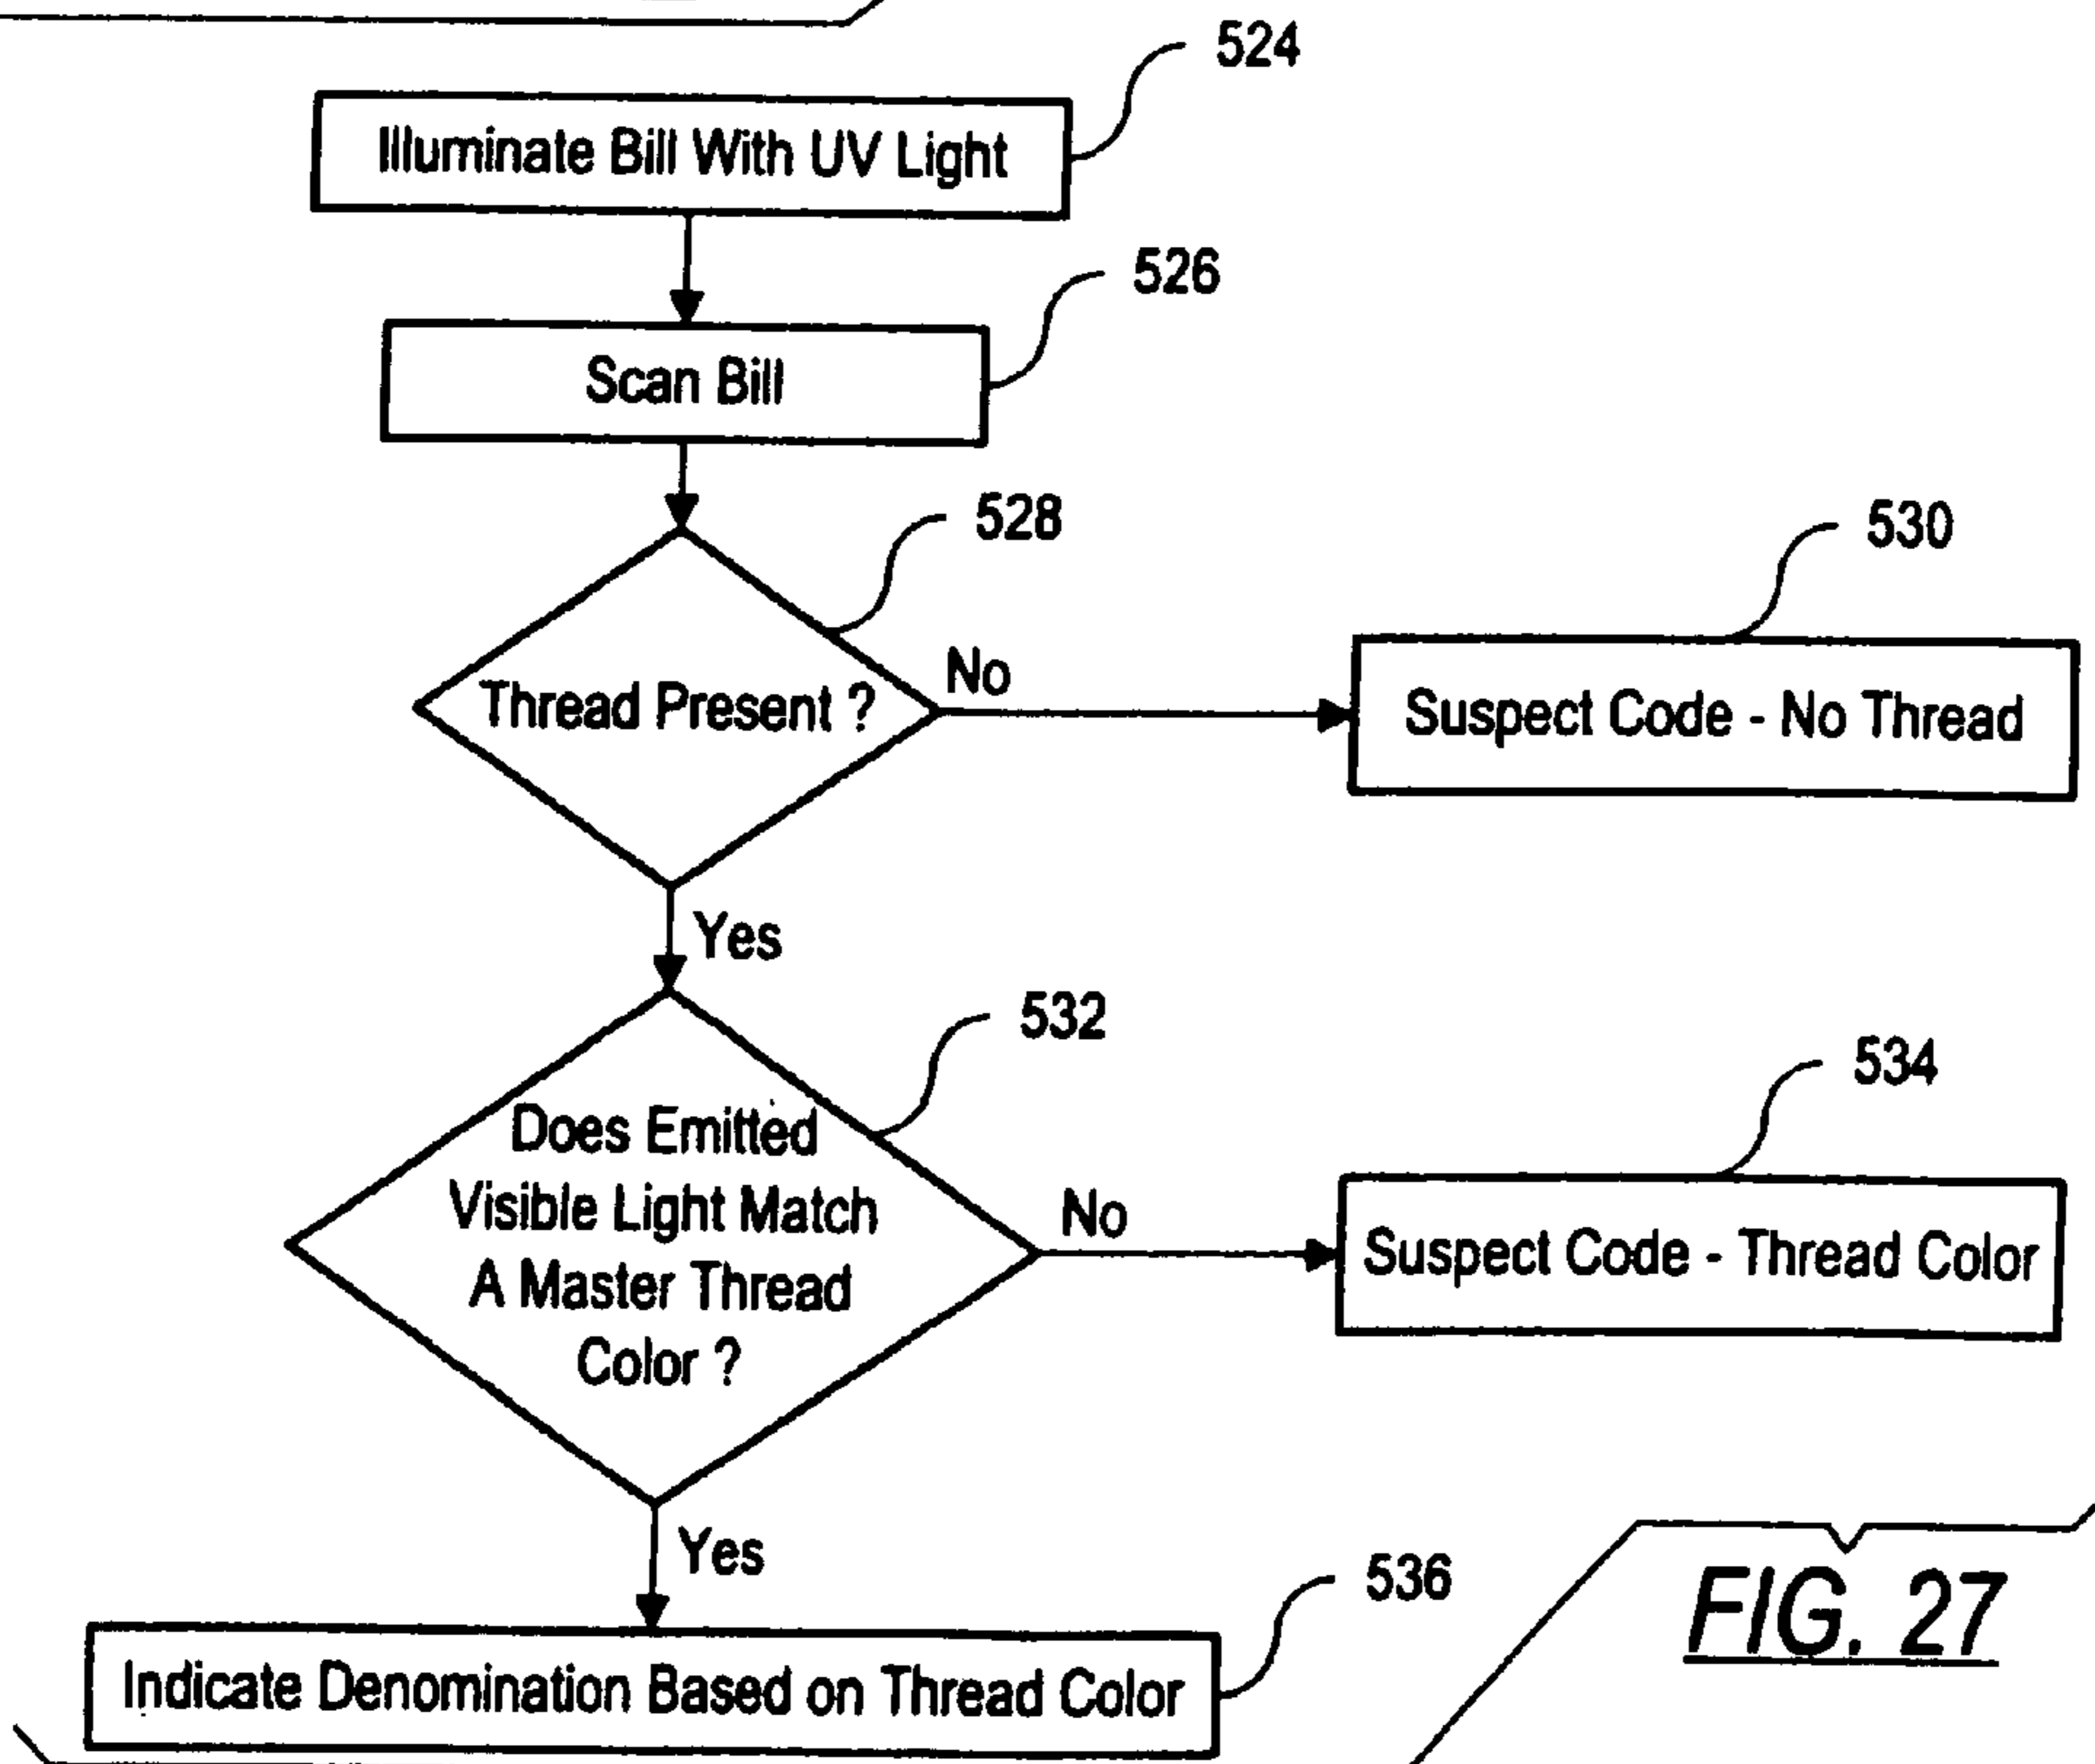 524
Illuminate Bill With UV Light
526
Scan Bill
528
530
Thread Present ?
No
Suspect Code - No Thread
Yes
532
534
Does Emitted
Visible Light Match
A Master Thread
Color ?
No
Suspect Code - Thread Color
Yes
536
Indicate Denomination Based on Thread Color
FIG. 27